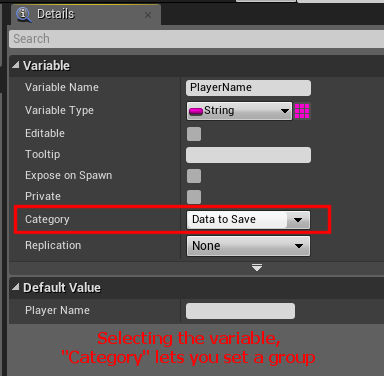 Details
Search
Variable
Variable Name PlayerName
Variable Type String
Editable
Tooltip
Expose on Spawn
Private
Category Data to Save
Replication None
Default Value
Player Name
Selecting the variable,
"Category" lets you set a group